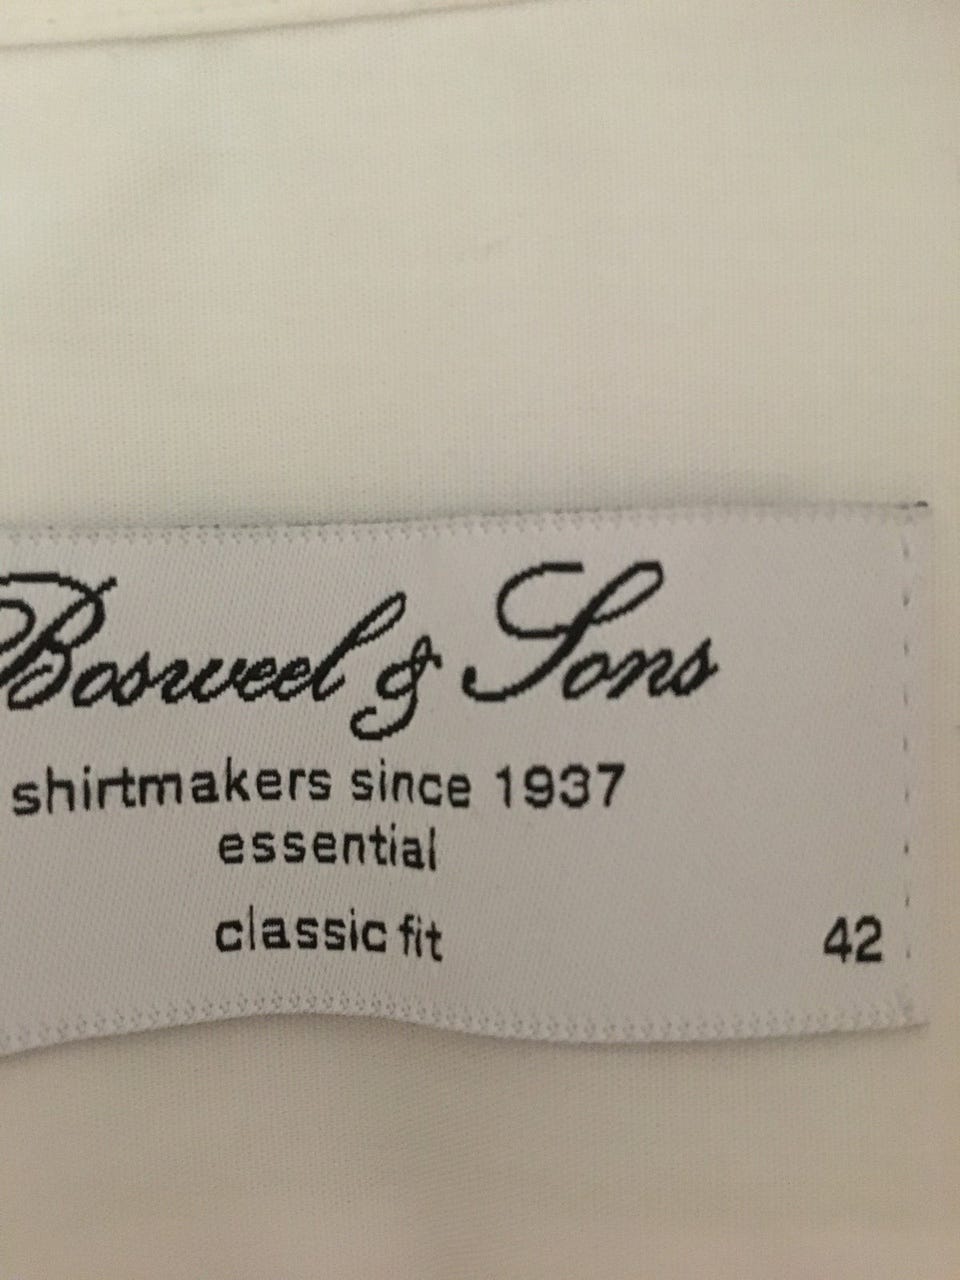 Bosweel & Sons
shirtmakers since 1937
essential
classic fit 42